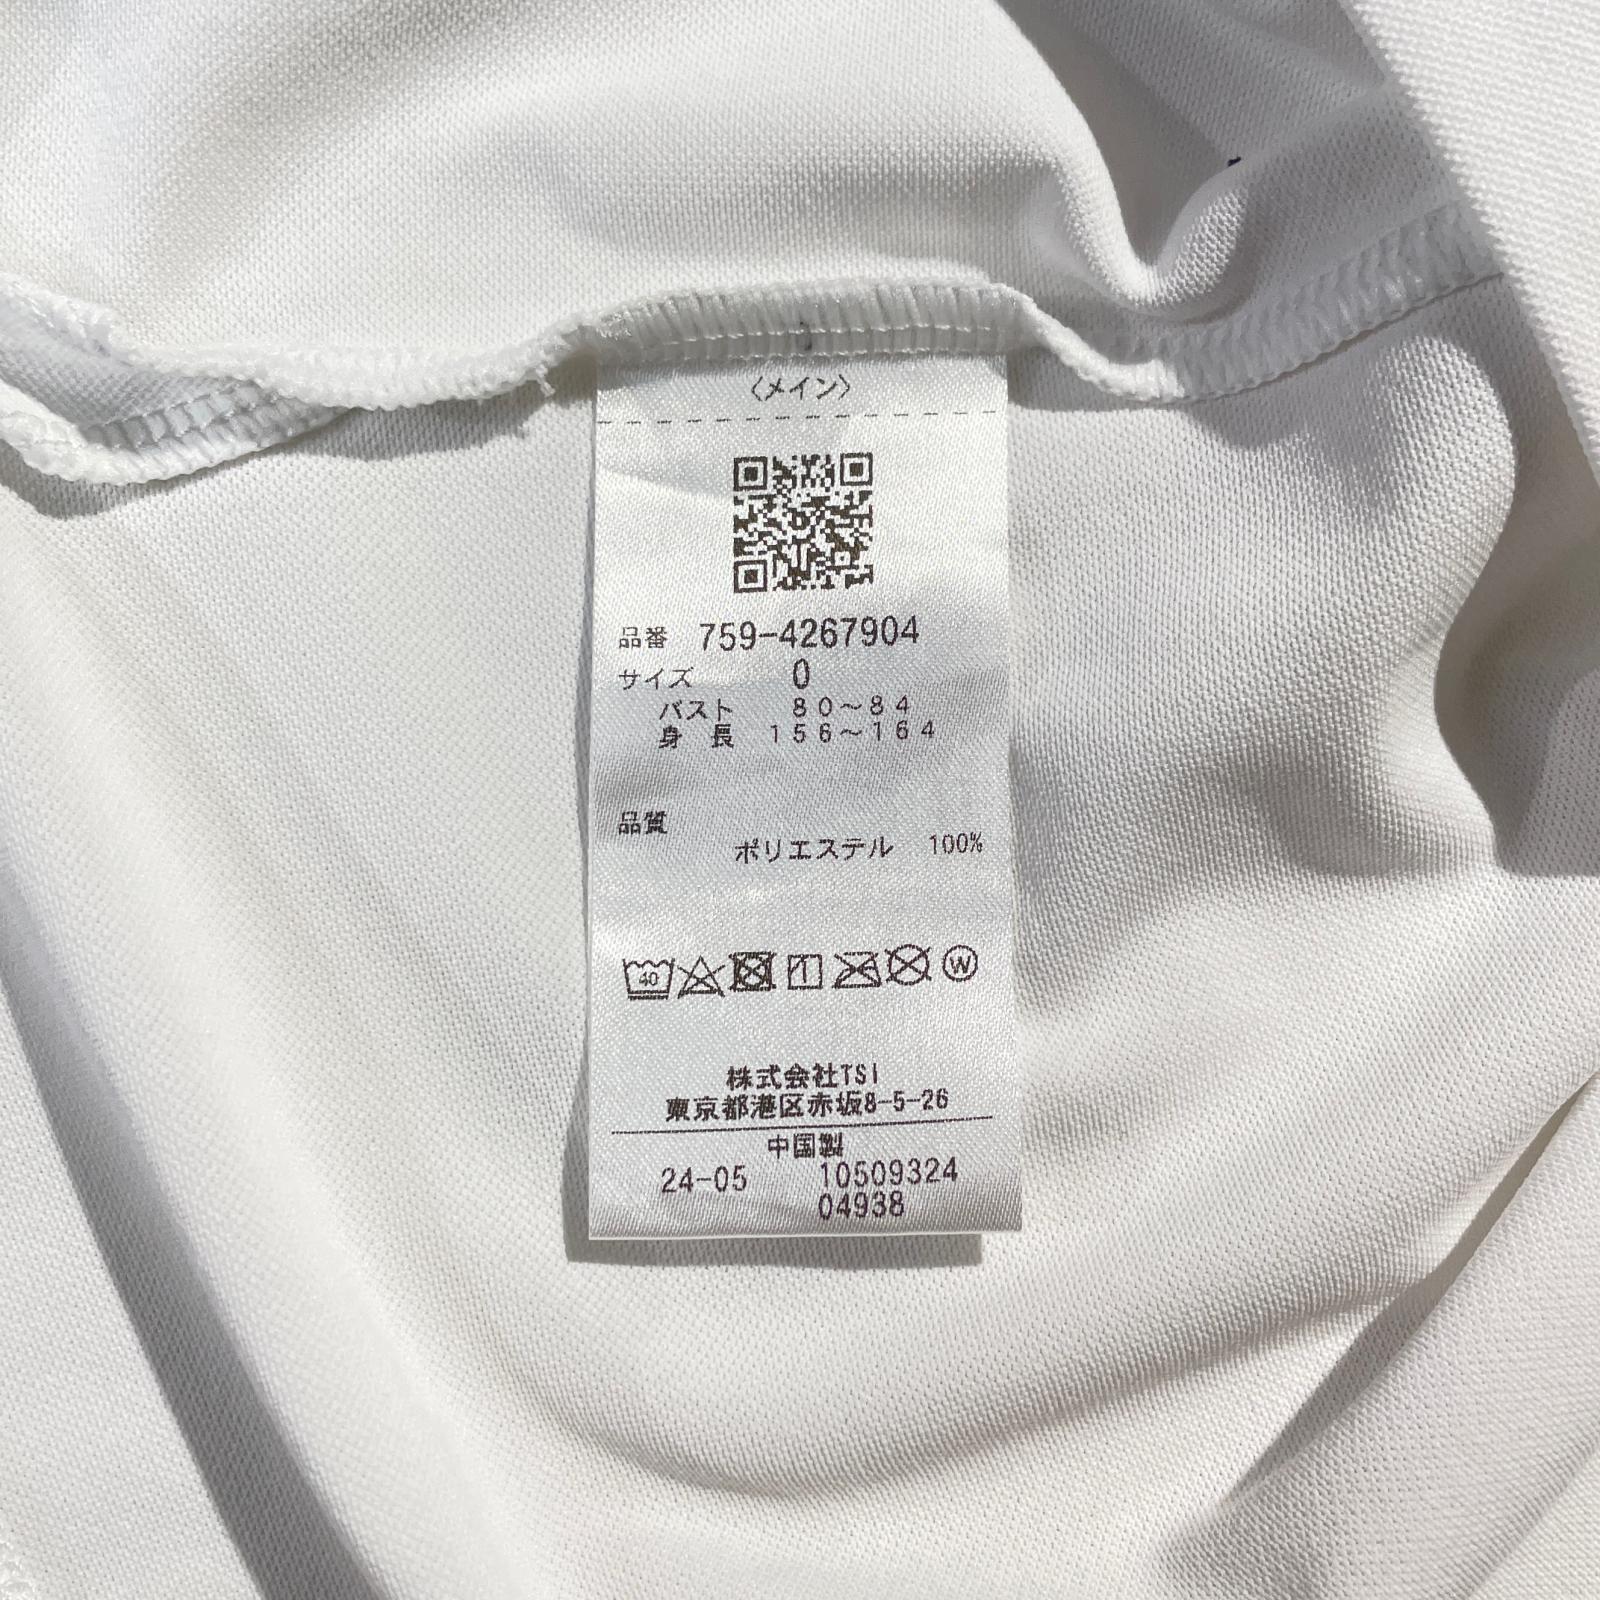 〈メイン〉
品番 759-4267904
サイズ 0
バスト 80～84
身長 156～164
品質
ポリエステル 100%
40
W
株式会社TSI
東京都港区赤坂8-5-26
中国製
24-05 10509324
04938